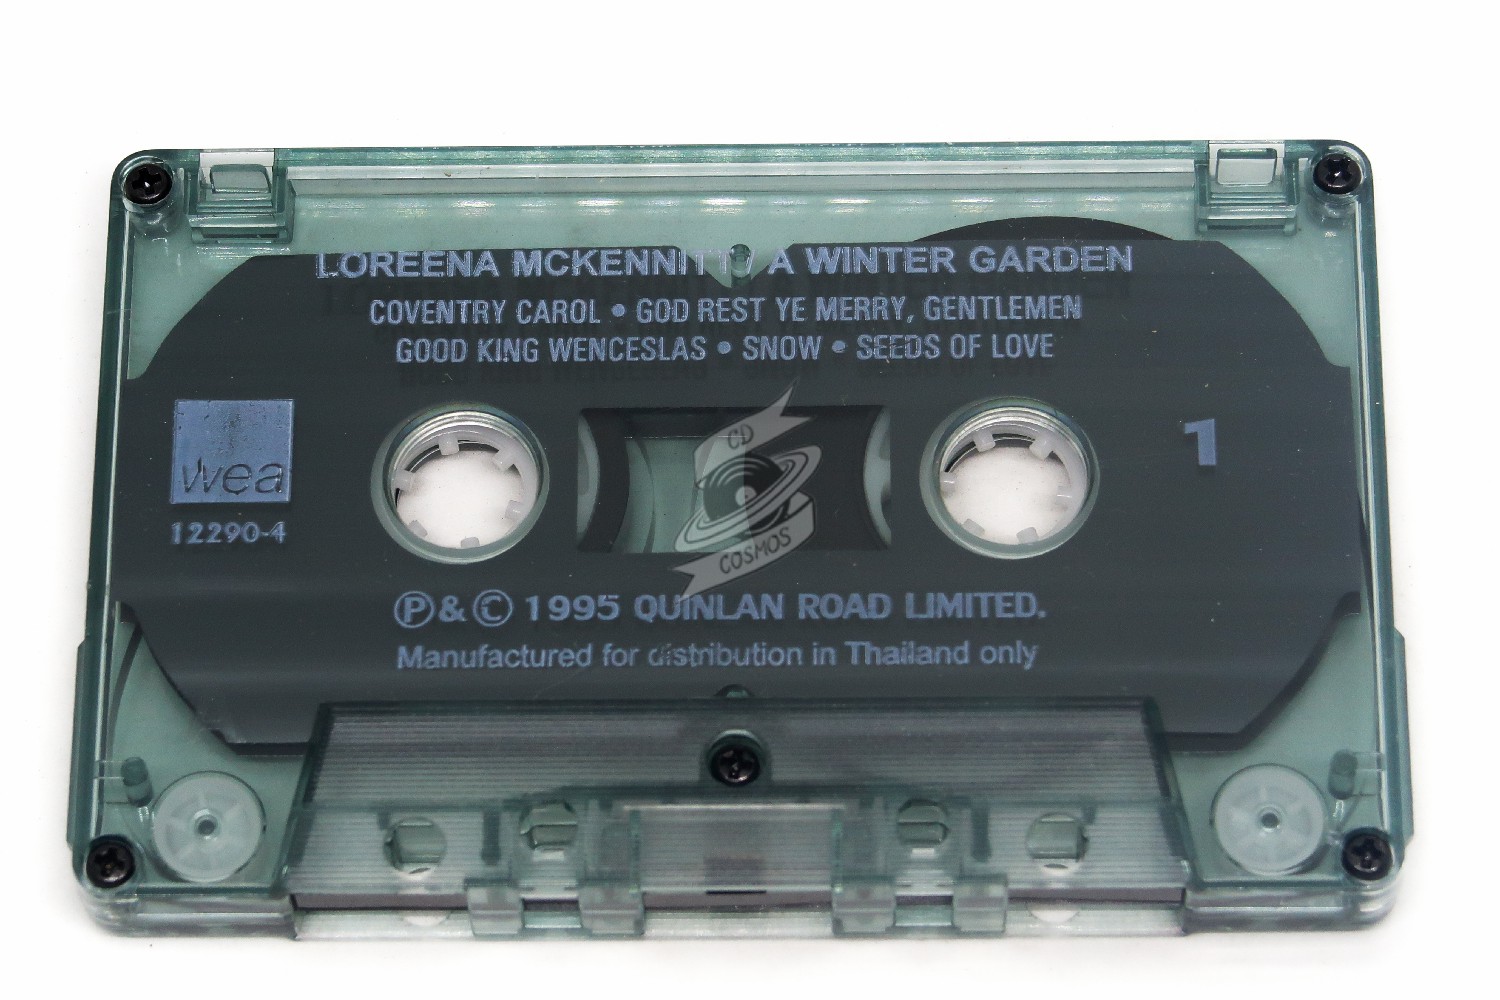 LOREENA MCKENNITT / A WINTER GARDEN
COVENTRY CAROL • GOD REST YE MERRY, GENTLEMEN
GOOD KING WENCESLAS • SNOW • SEEDS OF LOVE
wea
12290-4
1
CD
COSMOS
Ⓟ & © 1995 QUINLAN ROAD LIMITED.
Manufactured for distribution in Thailand only